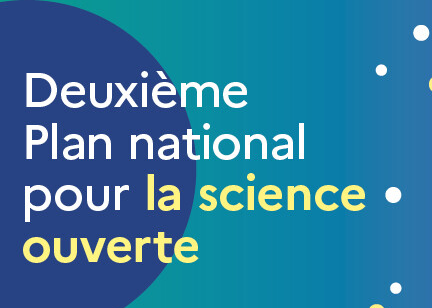 Deuxième
Plan national
pour la science
ouverte